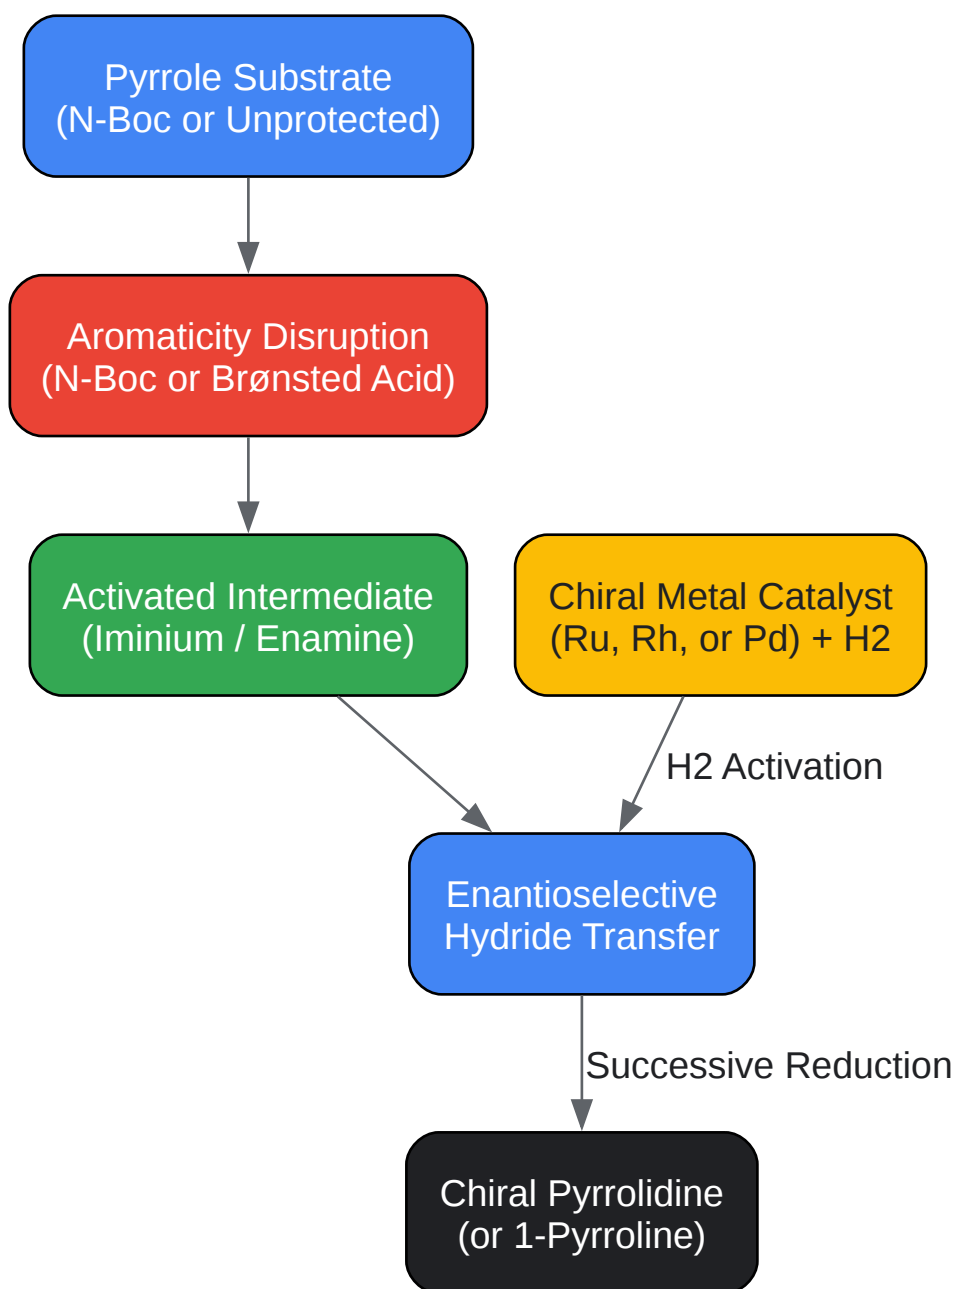 Pyrrole Substrate
(N-Boc or Unprotected)
Aromaticity Disruption
(N-Boc or Brønsted Acid)
Activated Intermediate
(Iminium / Enamine)
Chiral Metal Catalyst
(Ru, Rh, or Pd) + H2
H2 Activation
Enantioselective
Hydride Transfer
Successive Reduction
Chiral Pyrrolidine
(or 1-Pyrroline)